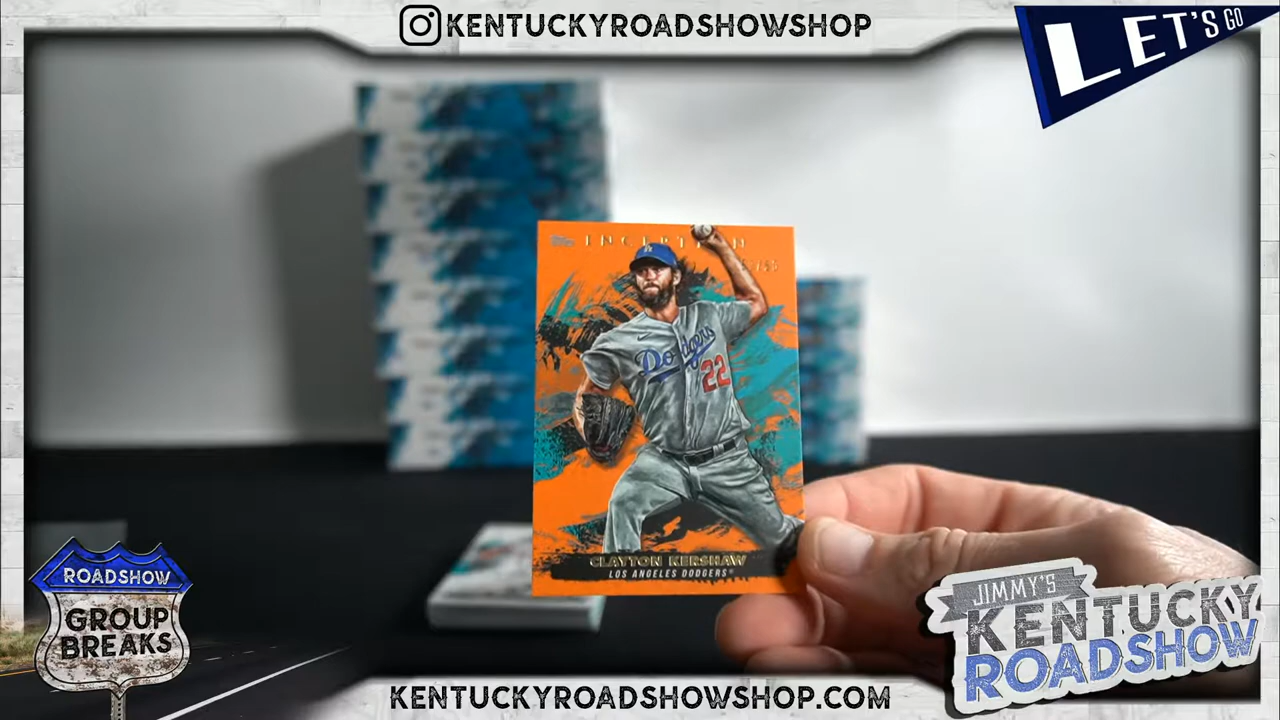 KENTUCKYROADSHOWSHOP
LET'S GO
INCEPTION
Dodgers
22
CLAYTON KERSHAW
LOS ANGELES DODGERS
ROADSHOW
GROUP
BREAKS
JIMMY'S
KENTUCKY
ROADSHOW
KENTUCKYROADSHOWSHOP.COM